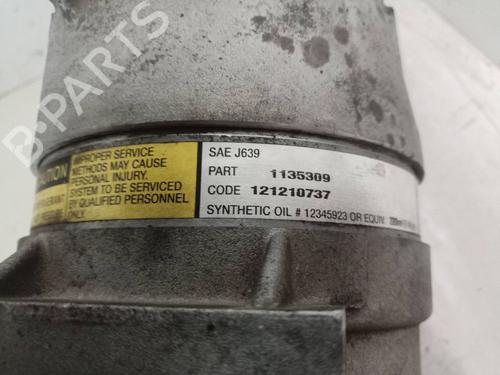 B-PARTS
IMPROPER SERVICE
METHODS MAY CAUSE
PERSONAL INJURY.
SYSTEM TO BE SERVICED
BY QUALIFIED PERSONNEL
ONLY.
SAE J639
PART 1135309
CODE 121210737
SYNTHETIC OIL # 12345923 OR EQUIV.